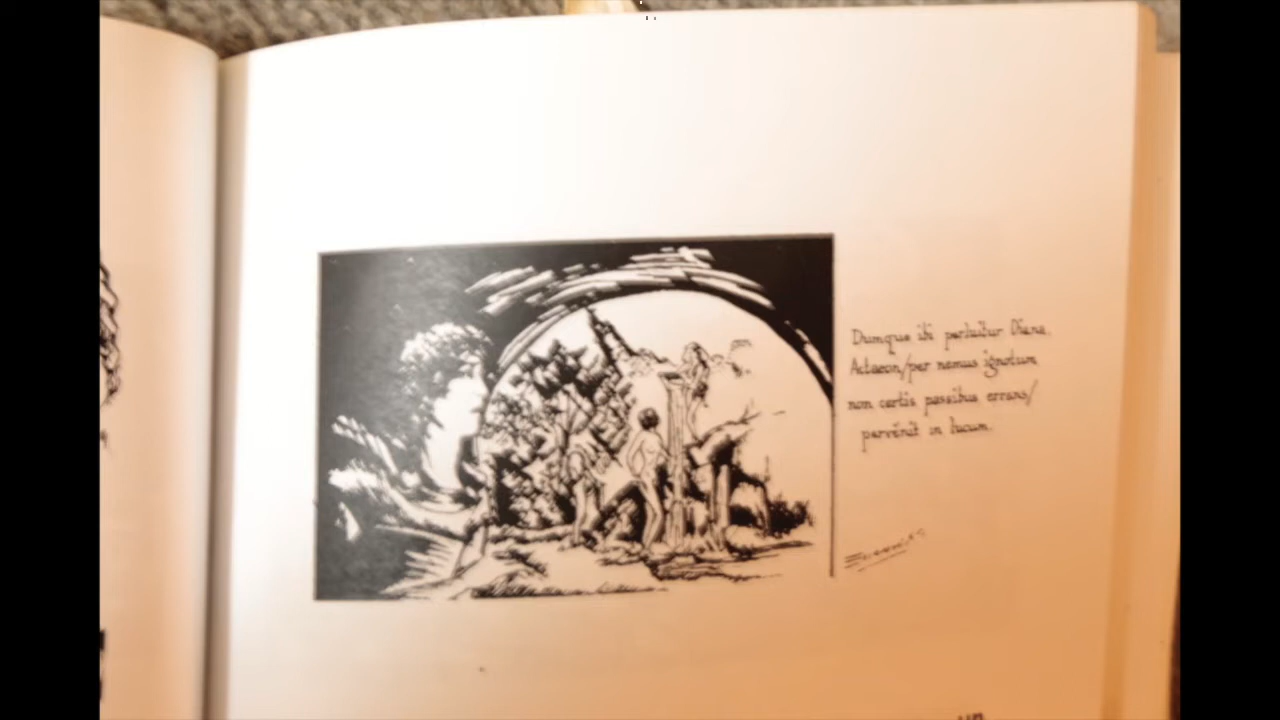 Dumque ibi perluitur Diana.
Actaeon/per nemus ignotum
non certis passibus errans/
pervenit in lucum.